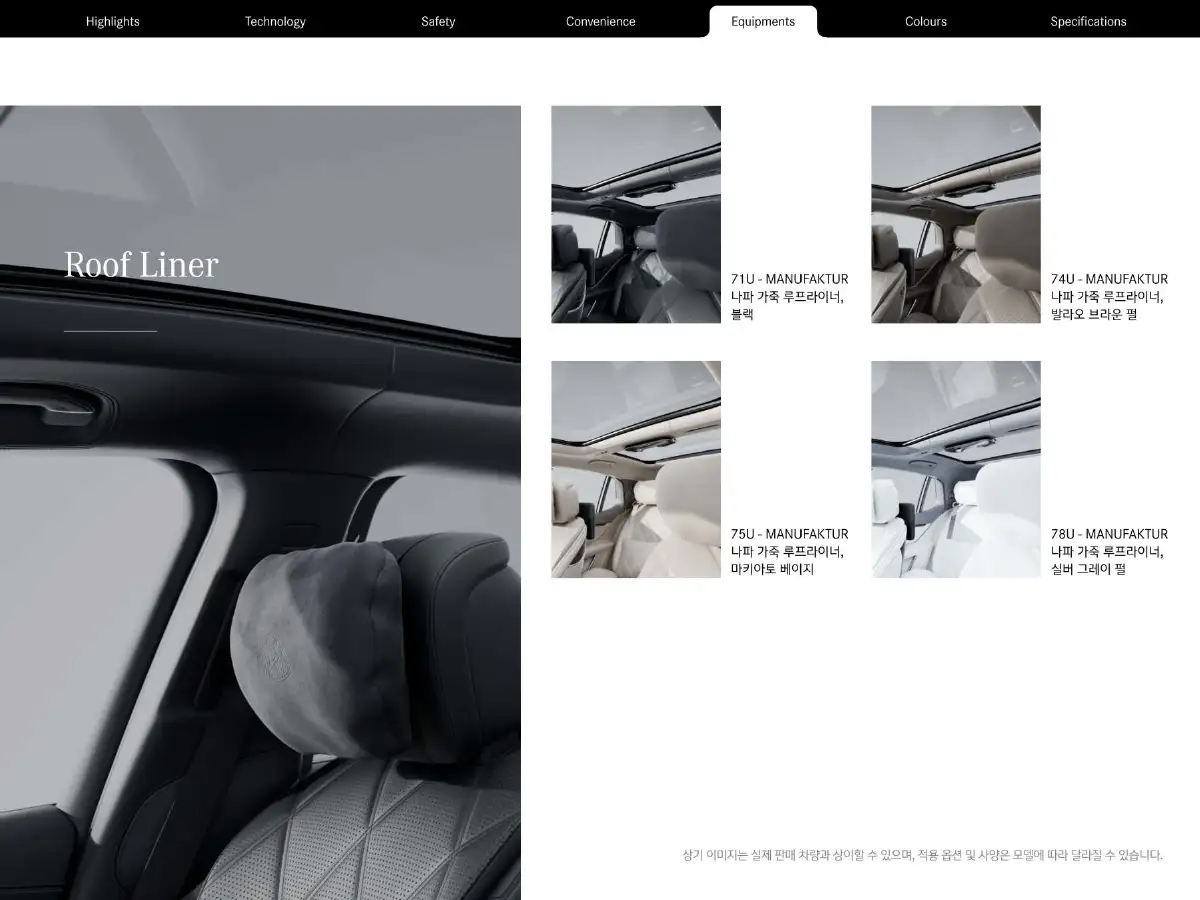 Highlights
Technology
Safety
Convenience
Equipments
Colours
Specifications
Roof Liner
71U - MANUFAKTUR
나파 가죽 루프라이너,
블랙
74U - MANUFAKTUR
나파 가죽 루프라이너,
발라오 브라운 펄
75U - MANUFAKTUR
나파 가죽 루프라이너,
마키아토 베이지
78U - MANUFAKTUR
나파 가죽 루프라이너,
실버 그레이 펄
상기 이미지는 실제 판매 차량과 상이할 수 있으며, 적용 옵션 및 사양은 모델에 따라 달라질 수 있습니다.